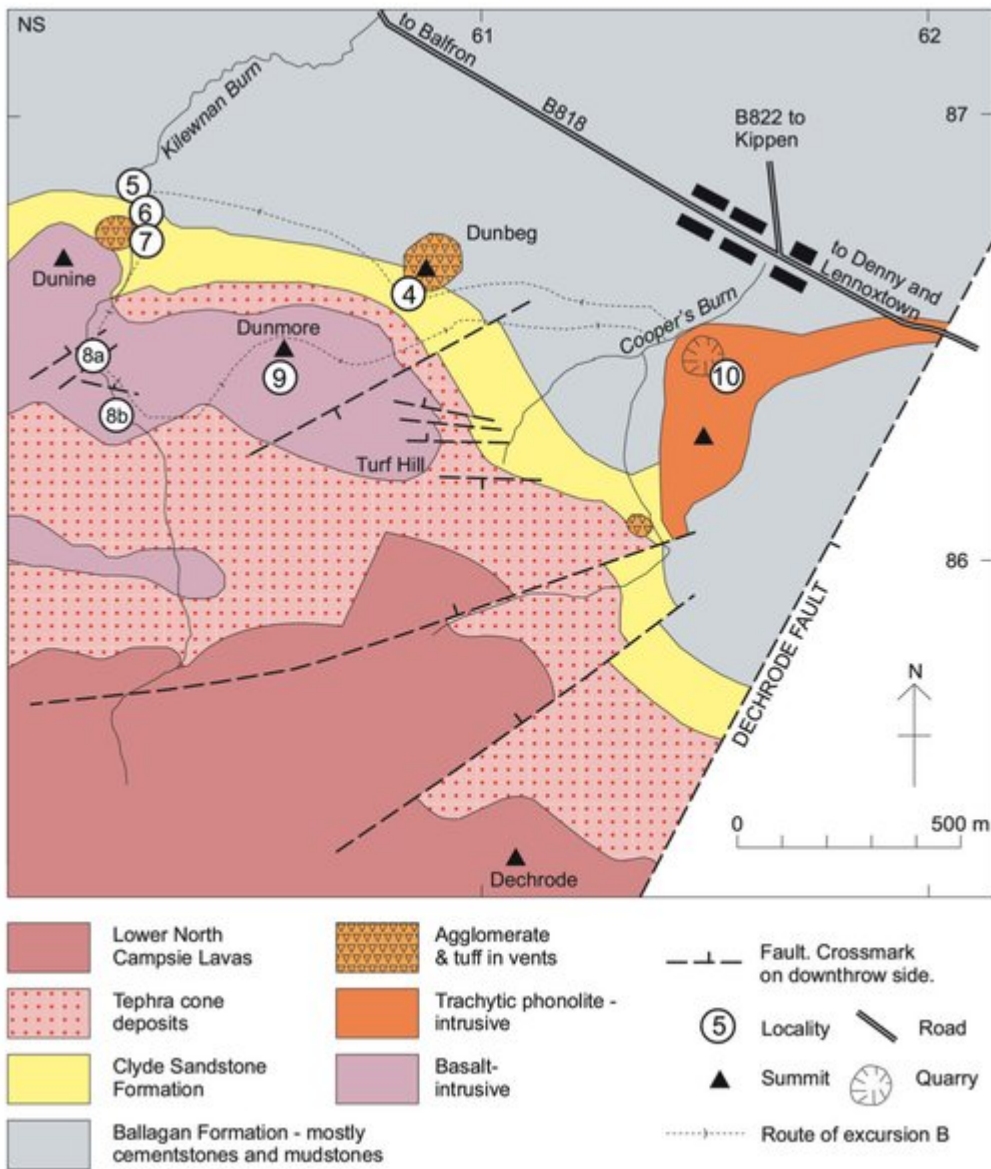 NS
61
62
to Balfron
Kilewnan Burn
B818
87
B822 to
Kippen
5
6
7
Dunbeg
to Denny and
Lennoxtown
Dunine
4
Cooper's Burn
Dunmore
8a
9
10
8b
Turf Hill
86
DECHRODE FAULT
N
0
500 m
Dechrode
Lower North
Campsie Lavas
Agglomerate
& tuff in vents
Fault. Crossmark
on downthrow side.
Tephra cone
deposits
Trachytic phonolite -
intrusive
5
Locality
Road
Clyde Sandstone
Formation
Basalt-
intrusive
Summit
Quarry
Ballagan Formation - mostly
cementstones and mudstones
Route of excursion B